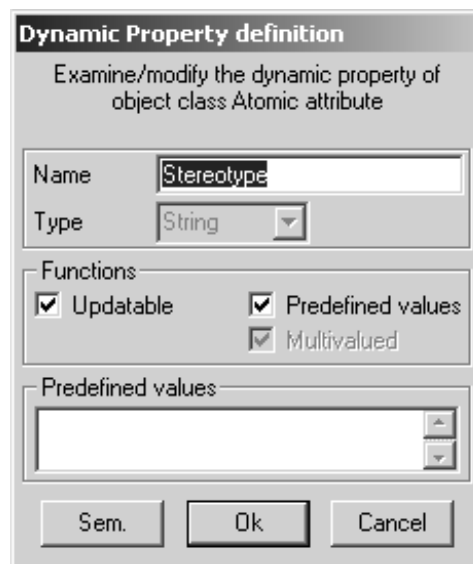 Dynamic Property definition
Examine/modify the dynamic property of
object class Atomic attribute
Name Stereotype
Type String
Functions
Updatable Predefined values
Multivalued
Predefined values
Sem. Ok Cancel